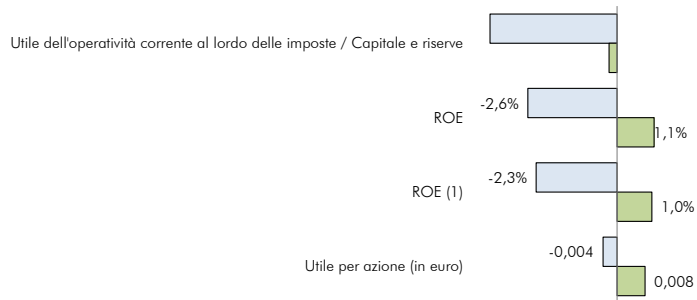 Utile dell'operatività corrente al lordo delle imposte / Capitale e riserve
-2,6%
ROE
1,1%
-2,3%
ROE (1)
1,0%
-0,004
Utile per azione (in euro)
0,008